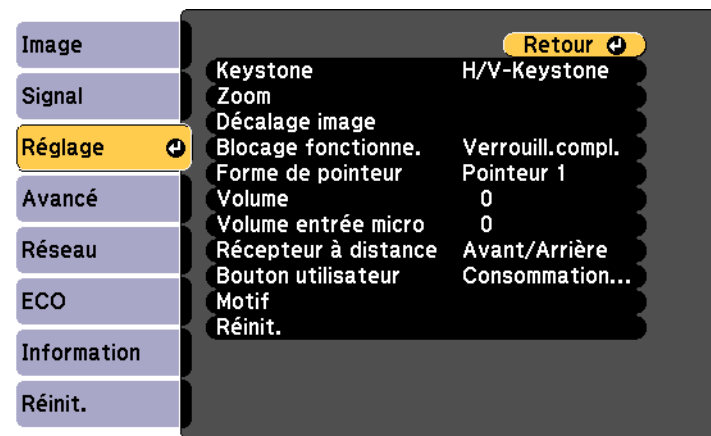 Image
Signal
Réglage
Avancé
Réseau
ECO
Information
Réinit.
Retour
Keystone H/V-Keystone
Zoom
Décalage image
Blocage fonctionne. Verrouill.compl.
Forme de pointeur Pointeur 1
Volume 0
Volume entrée micro 0
Récepteur à distance Avant/Arrière
Bouton utilisateur Consommation...
Motif
Réinit.